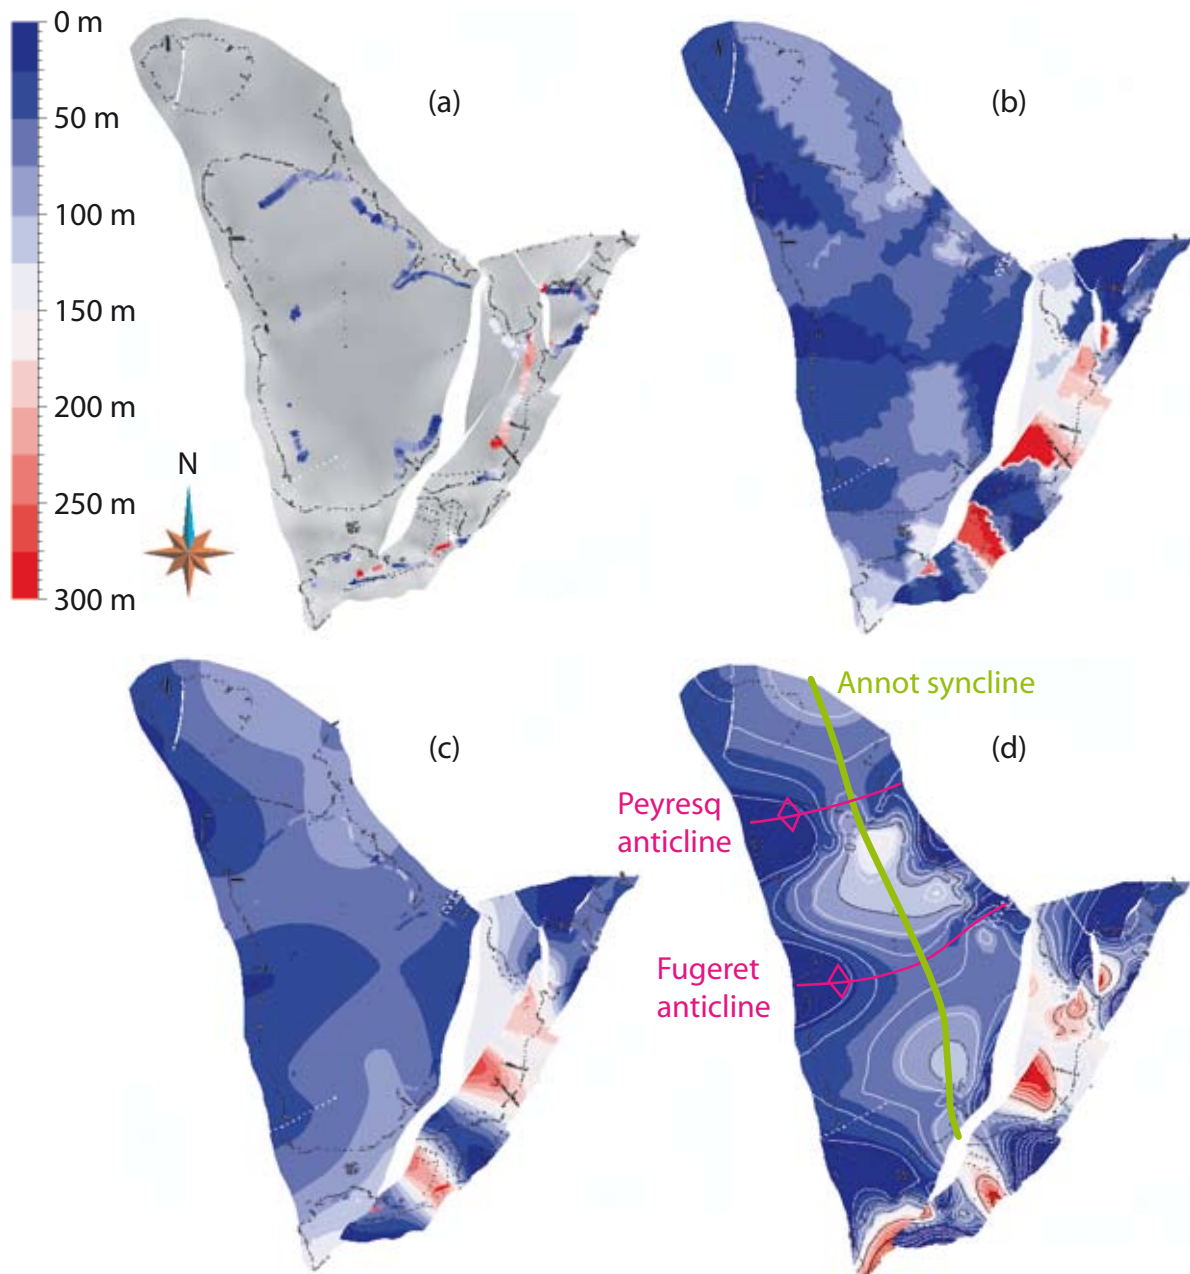 0 m
50 m
100 m
150 m
200 m
250 m
300 m
N
(a)
(b)
(c)
(d)
Annot syncline
Peyresq
anticline
Fugeret
anticline